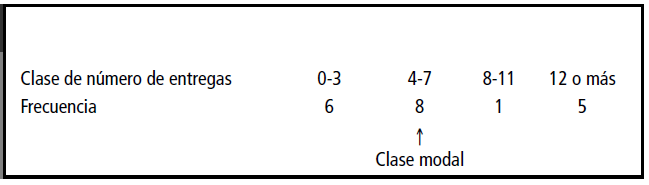 Clase de número de entregas 0-3 4-7 8-11 12 o más
Frecuencia 6 8 1 5
↑
Clase modal